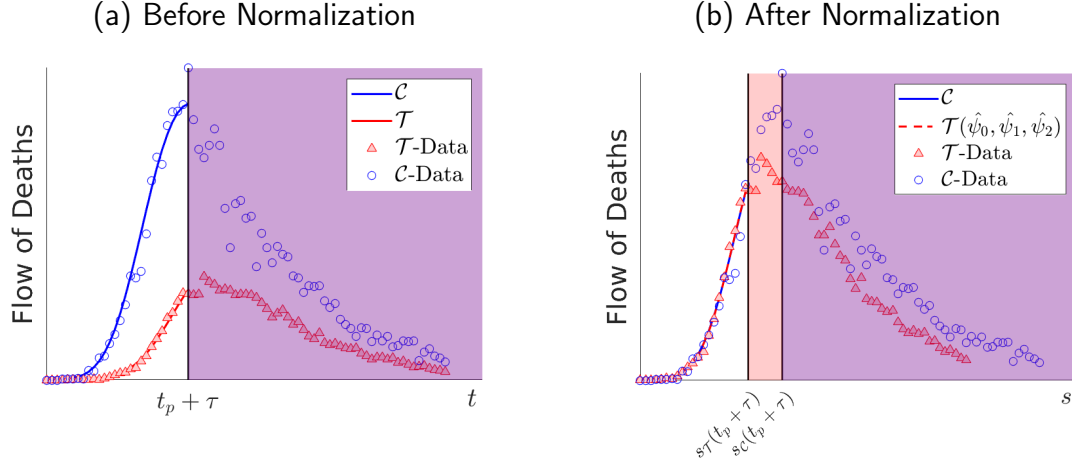 (a) Before Normalization
Flow of Deaths
𝒞
𝒯
𝒯-Data
𝒞-Data
t_p + τ
t
(b) After Normalization
Flow of Deaths
𝒞
𝒯(ψ̂_0, ψ̂_1, ψ̂_2)
𝒯-Data
𝒞-Data
s_𝒯(t_p + τ)
s_𝒞(t_p + τ)
s